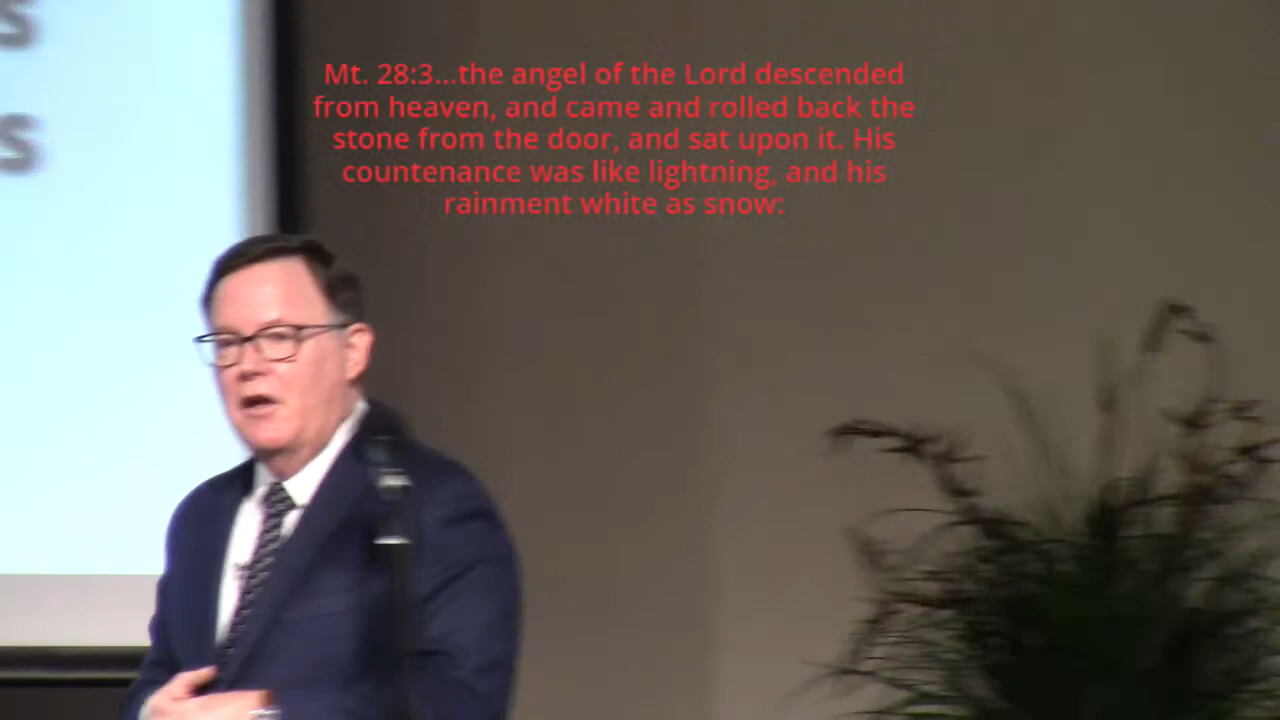 s
s
Mt. 28:3...the angel of the Lord descended
from heaven, and came and rolled back the
stone from the door, and sat upon it. His
countenance was like lightning, and his
rainment white as snow: